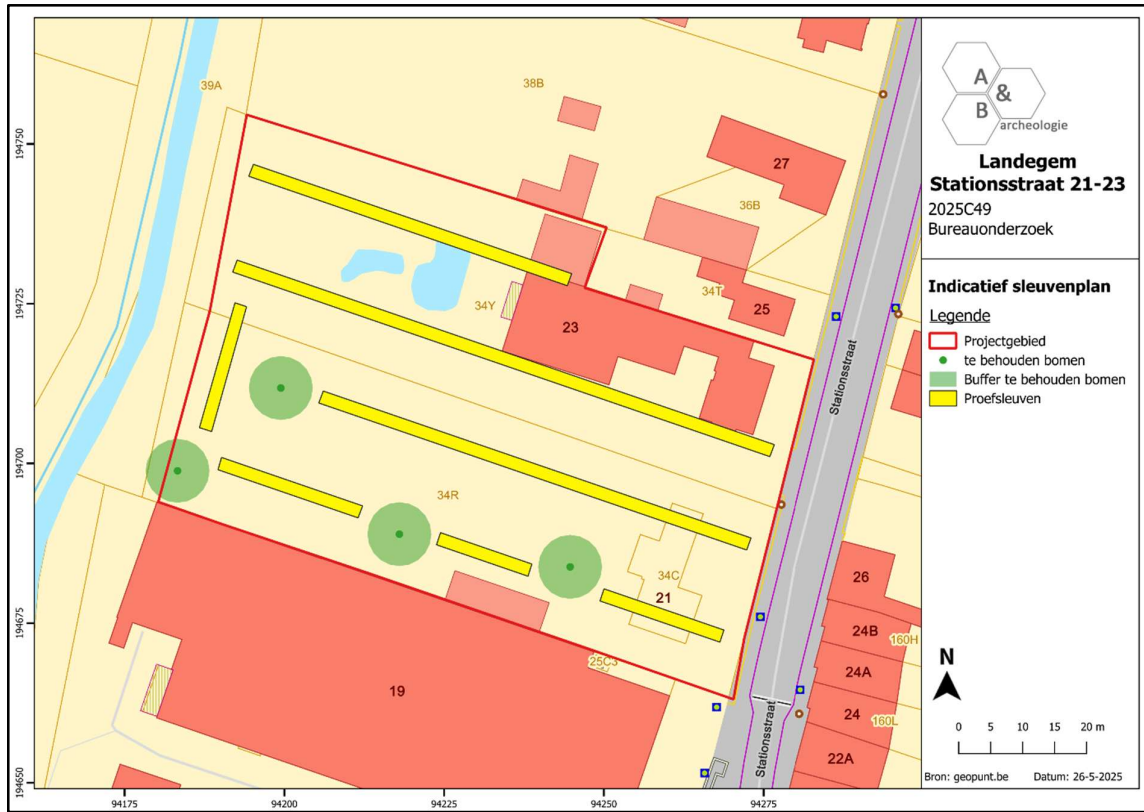 39A
38B
27
36B
34T
25
34Y
23
Stationsstraat
34R
34C
21
26
24B
160H
24A
25C3
19
24
160L
22A
Stationsstraat
194750
194725
194700
194675
194650
94175
94200
94225
94250
94275
A
&
B
archeologie
Landegem
Stationsstraat 21-23
2025C49
Bureauonderzoek
Indicatief sleuvenplan
Legende
Projectgebied
te behouden bomen
Buffer te behouden bomen
Proefsleuven
N
0 5 10 15 20 m
Bron: geopunt.be Datum: 26-5-2025